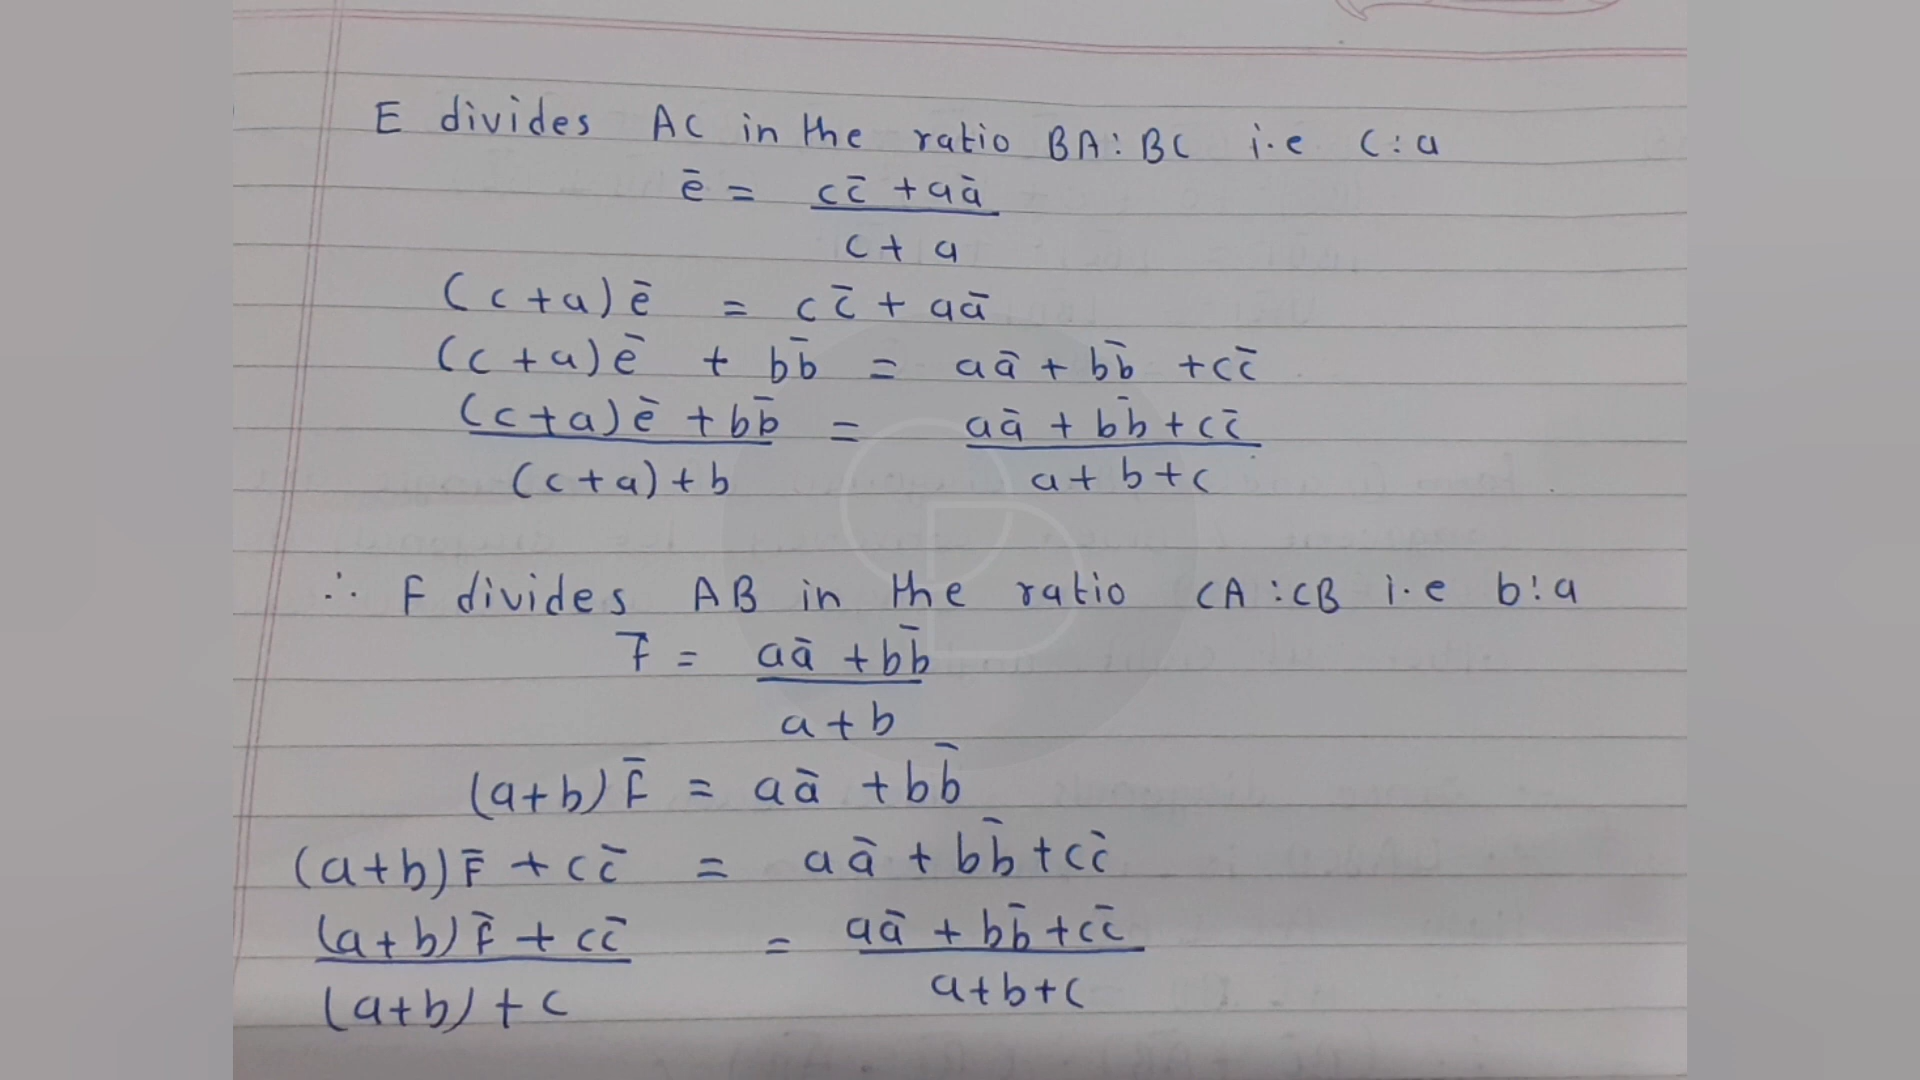 E divides AC in the ratio BA:BC i.e c:a
ē = cc̄ + aā
c + a
(c+a)ē = cc̄ + aā
(c+a)ē + bb̄ = aā + bb̄ + cc̄
(c+a)ē + bb̄ = aā + bb̄ + cc̄
(c+a)+b a+b+c
∴ F divides AB in the ratio CA:CB i.e b:a
f̄ = aā + bb̄
a+b
(a+b) F̄ = aā + bb̄
(a+b) F̄ + cc̄ = aā + bb̄ + cc̄
(a+b) F̄ + cc̄ = aā + bb̄ + cc̄
(a+b) + c a+b+c